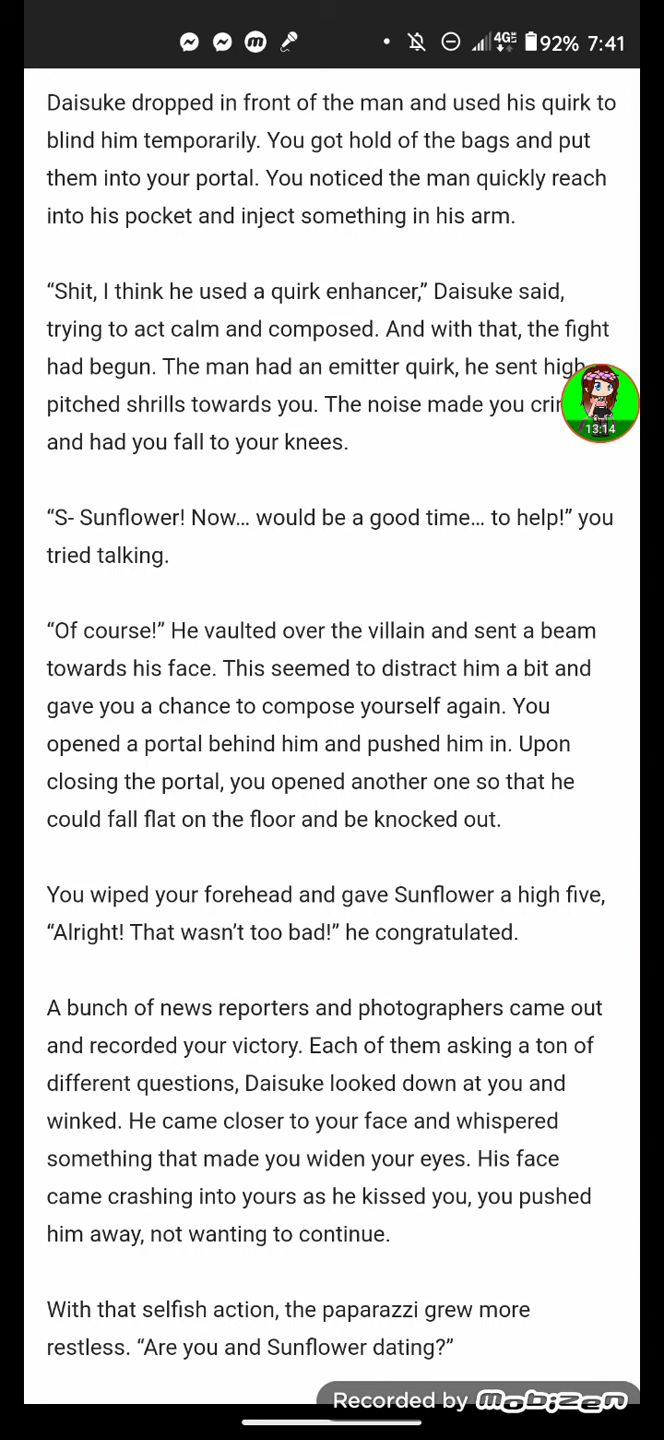 4GE 92% 7:41
Daisuke dropped in front of the man and used his quirk to
blind him temporarily. You got hold of the bags and put
them into your portal. You noticed the man quickly reach
into his pocket and inject something in his arm.
“Shit, I think he used a quirk enhancer,” Daisuke said,
trying to act calm and composed. And with that, the fight
had begun. The man had an emitter quirk, he sent high
pitched shrills towards you. The noise made you
13:14
and had you fall to your knees.
“S- Sunflower! Now... would be a good time... to help!” you
tried talking.
“Of course!” He vaulted over the villain and sent a beam
towards his face. This seemed to distract him a bit and
gave you a chance to compose yourself again. You
opened a portal behind him and pushed him in. Upon
closing the portal, you opened another one so that he
could fall flat on the floor and be knocked out.
You wiped your forehead and gave Sunflower a high five,
“Alright! That wasn’t too bad!” he congratulated.
A bunch of news reporters and photographers came out
and recorded your victory. Each of them asking a ton of
different questions, Daisuke looked down at you and
winked. He came closer to your face and whispered
something that made you widen your eyes. His face
came crashing into yours as he kissed you, you pushed
him away, not wanting to continue.
With that selfish action, the paparazzi grew more
restless. “Are you and Sunflower dating?”
Recorded by mobizen